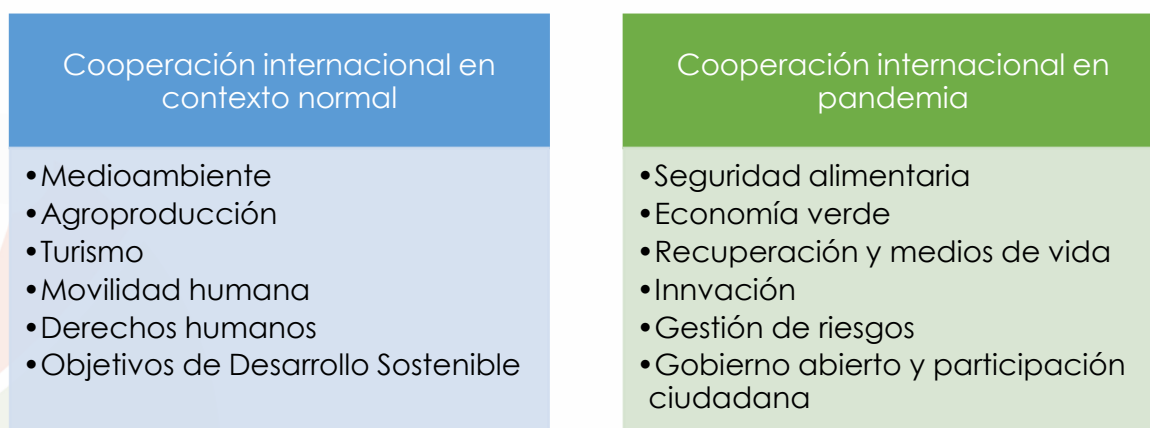 Cooperación internacional en
contexto normal
•Medioambiente
•Agroproducción
•Turismo
•Movilidad humana
•Derechos humanos
•Objetivos de Desarrollo Sostenible
Cooperación internacional en
pandemia
•Seguridad alimentaria
•Economía verde
•Recuperación y medios de vida
•Innvación
•Gestión de riesgos
•Gobierno abierto y participación
ciudadana